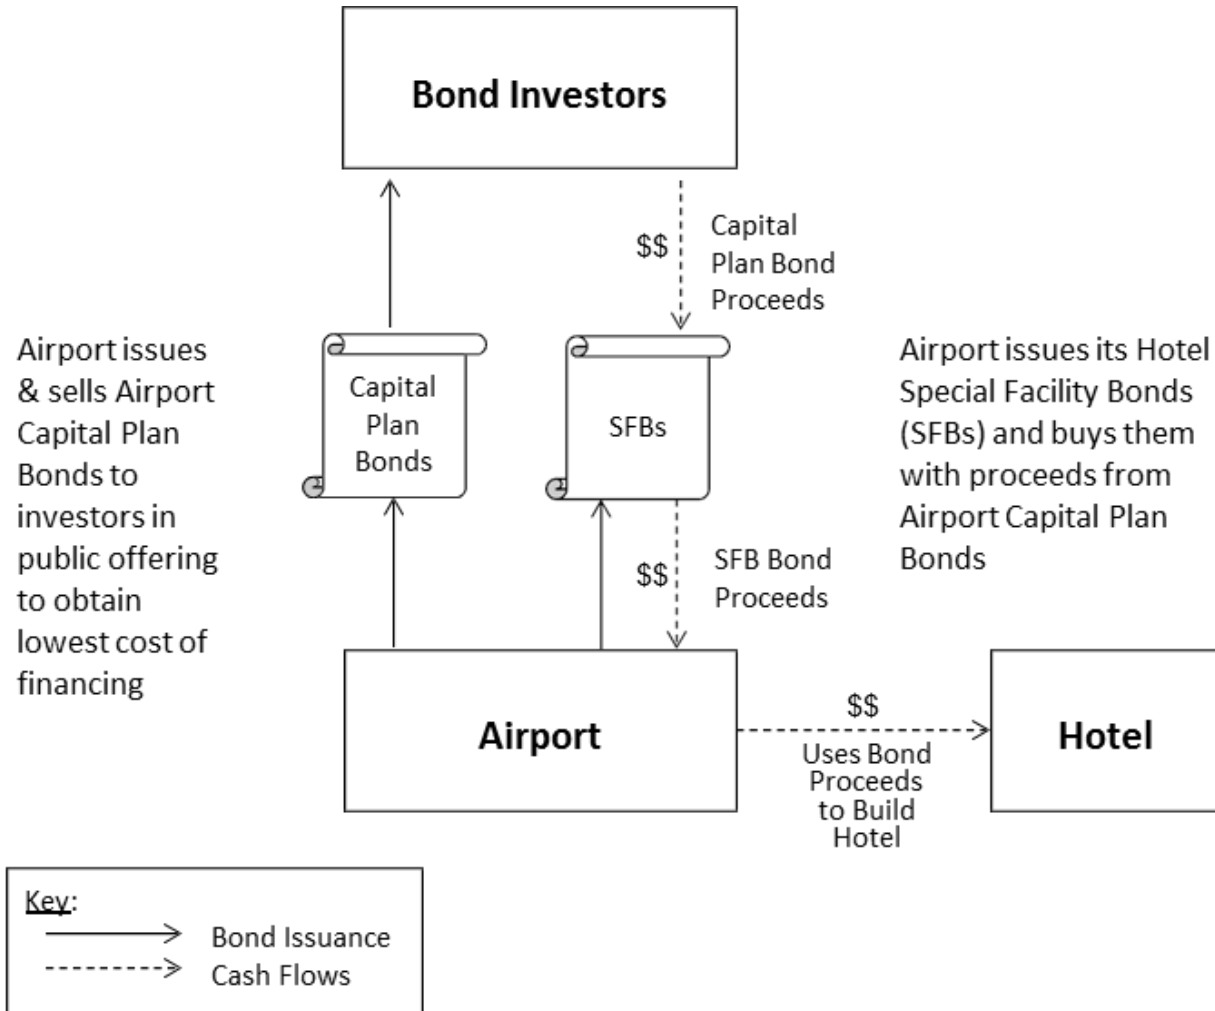 Bond Investors
$$
Capital
Plan Bond
Proceeds
Airport issues
& sells Airport
Capital Plan
Bonds to
investors in
public offering
to obtain
lowest cost of
financing
Capital
Plan
Bonds
SFBs
Airport issues its Hotel
Special Facility Bonds
(SFBs) and buys them
with proceeds from
Airport Capital Plan
Bonds
$$
SFB Bond
Proceeds
Airport
$$
Uses Bond
Proceeds
to Build
Hotel
Hotel
Key:
Bond Issuance
Cash Flows